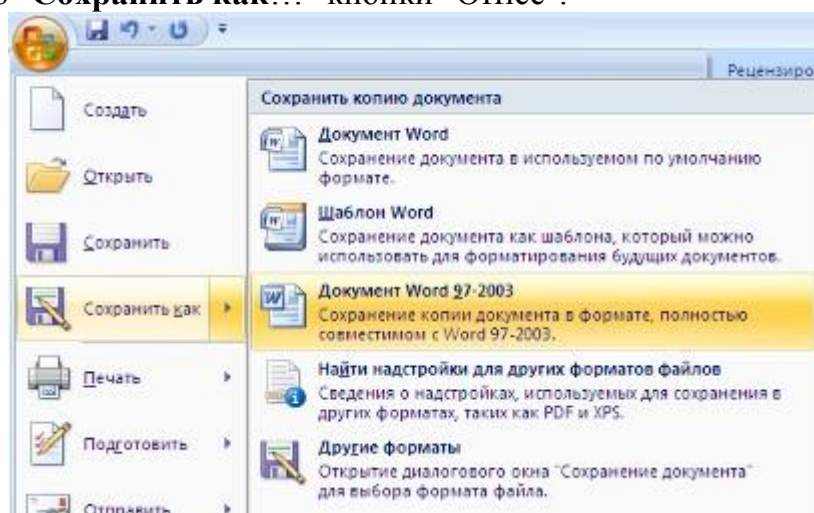 Сохранить как…" кнопки "Office".
Рецензиро
Создать
Открыть
Сохранить
Сохранить как
Печать
Подготовить
Отправить
Сохранить копию документа
Документ Word
Сохранение документа в используемом по умолчанию
формате.
Шаблон Word
Сохранение документа как шаблона, который можно
использовать для форматирования будущих документов.
Документ Word 97-2003
Сохранение копии документа в формате, полностью
совместимом с Word 97-2003.
Найти надстройки для других форматов файлов
Сведения о надстройках, используемых для сохранения в
других форматах, таких как PDF и XPS.
Другие форматы
Открытие диалогового окна "Сохранение документа"
для выбора формата файла.